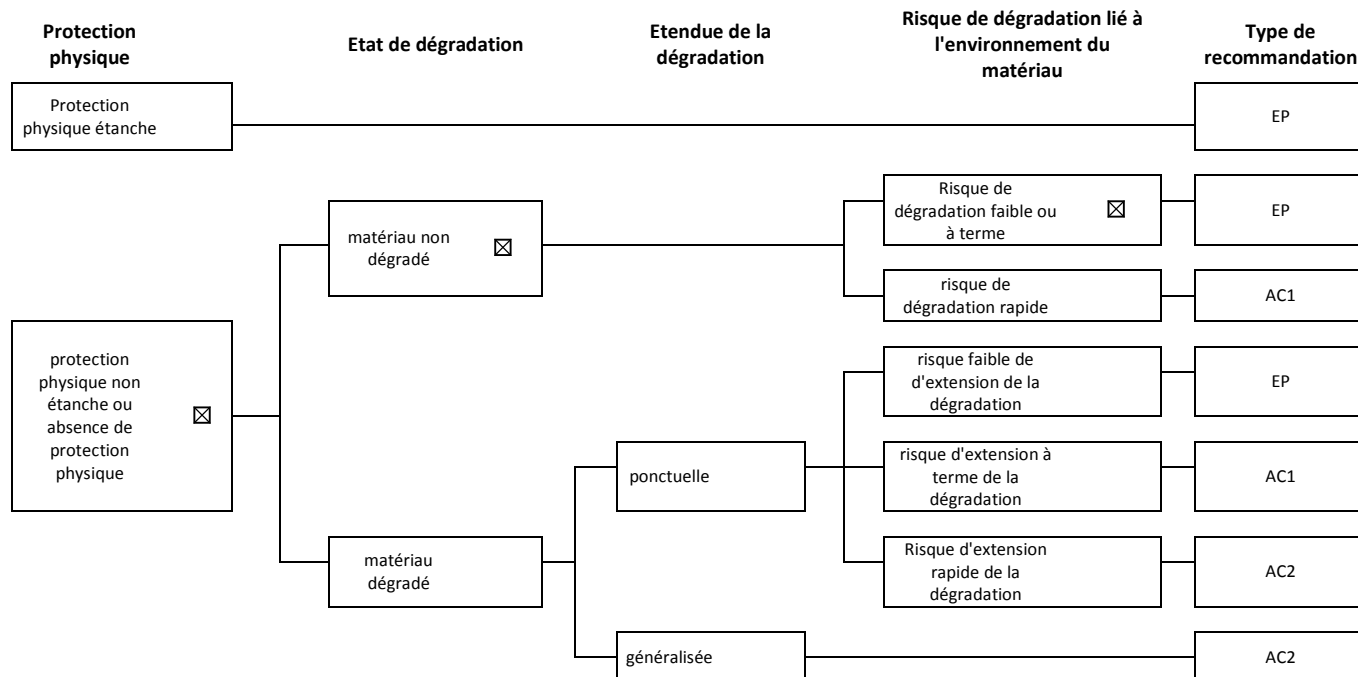 Protection
physique
Etat de dégradation
Etendue de la
dégradation
Risque de dégradation lié à
l'environnement du
matériau
Type de
recommandation
Protection
physique étanche
EP
protection
physique non
étanche ou
absence de
protection
physique
☒
matériau non
dégradé
☒
Risque de
dégradation faible ou
à terme
☒
EP
risque de
dégradation rapide
AC1
matériau
dégradé
ponctuelle
risque faible de
d'extension de la
dégradation
EP
risque d'extension à
terme de la
dégradation
AC1
Risque d'extension
rapide de la
dégradation
AC2
généralisée
AC2